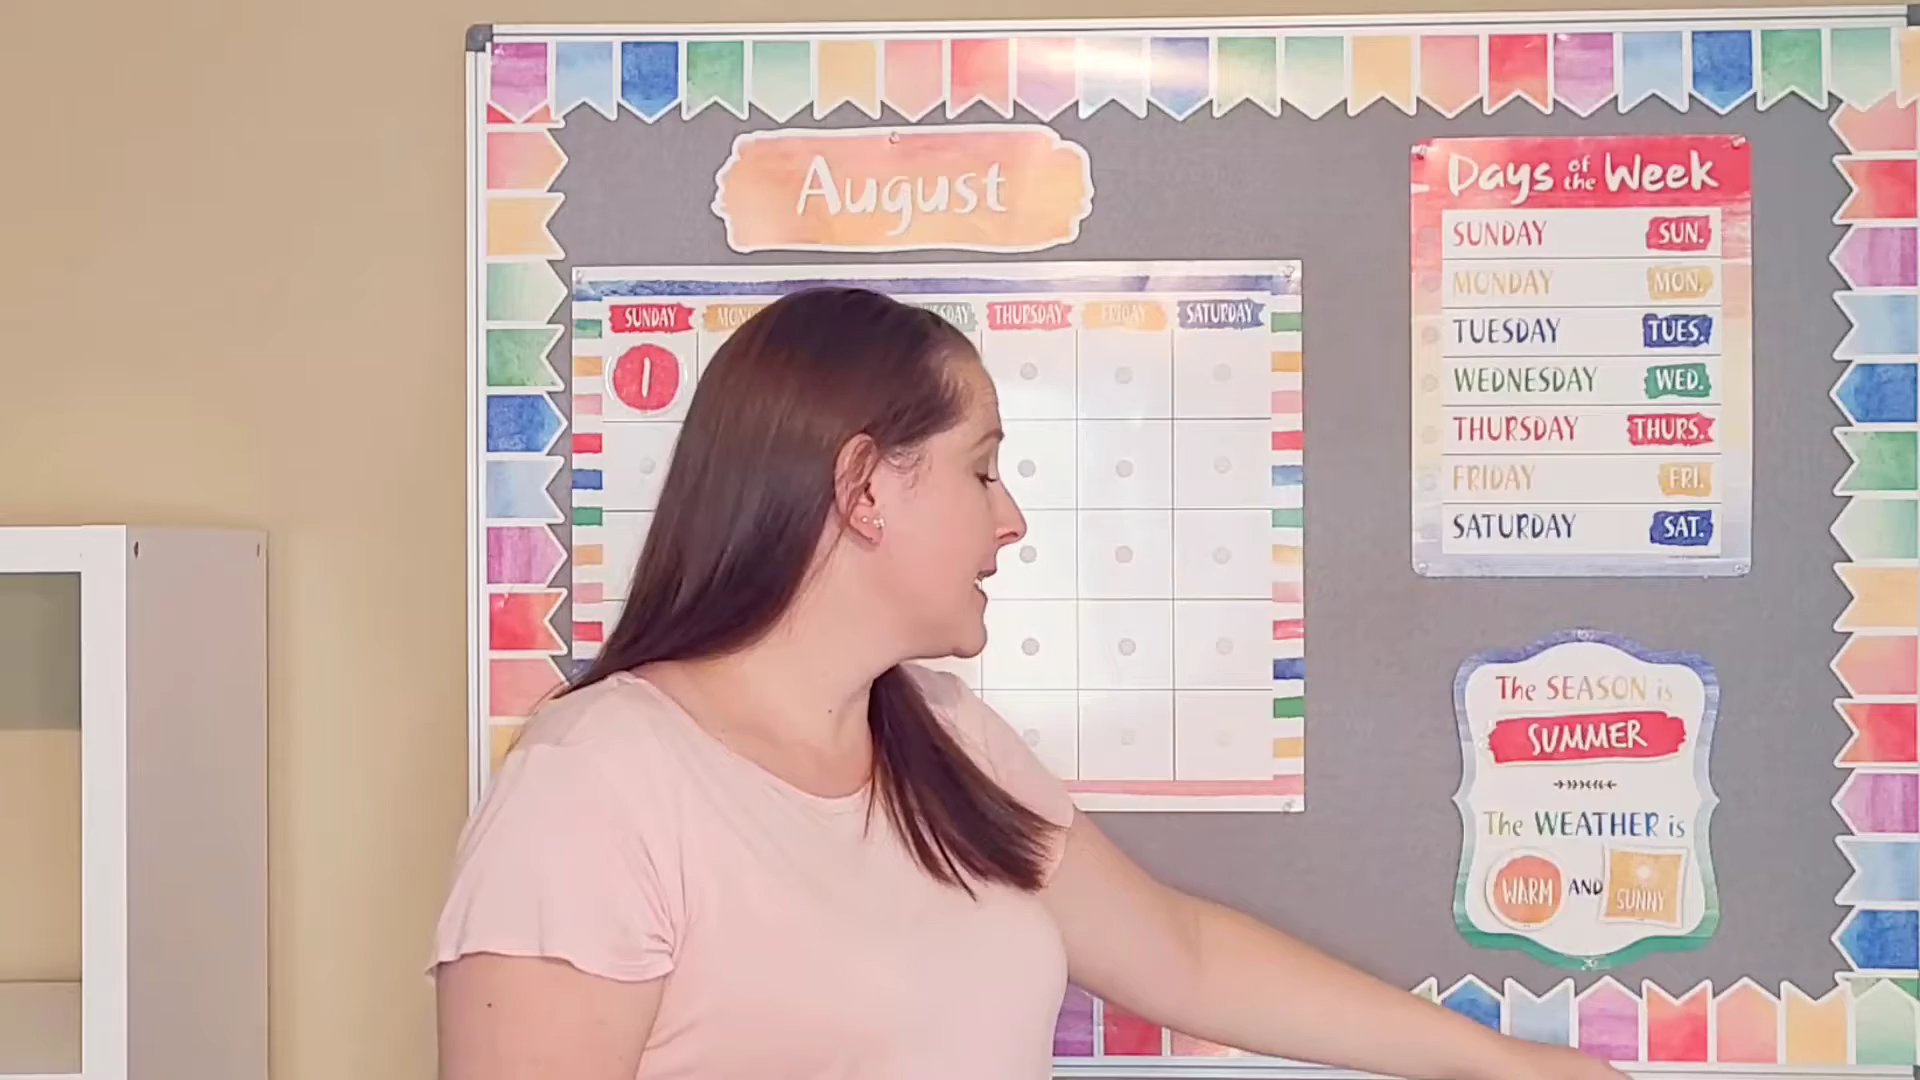 August
SUNDAY THURSDAY FRIDAY SATURDAY
1
Days of the Week
SUNDAY SUN.
MONDAY MON.
TUESDAY TUES.
WEDNESDAY WED.
THURSDAY THURS.
FRIDAY FRI.
SATURDAY SAT.
The SEASON is
SUMMER
The WEATHER is
WARM AND SUNNY